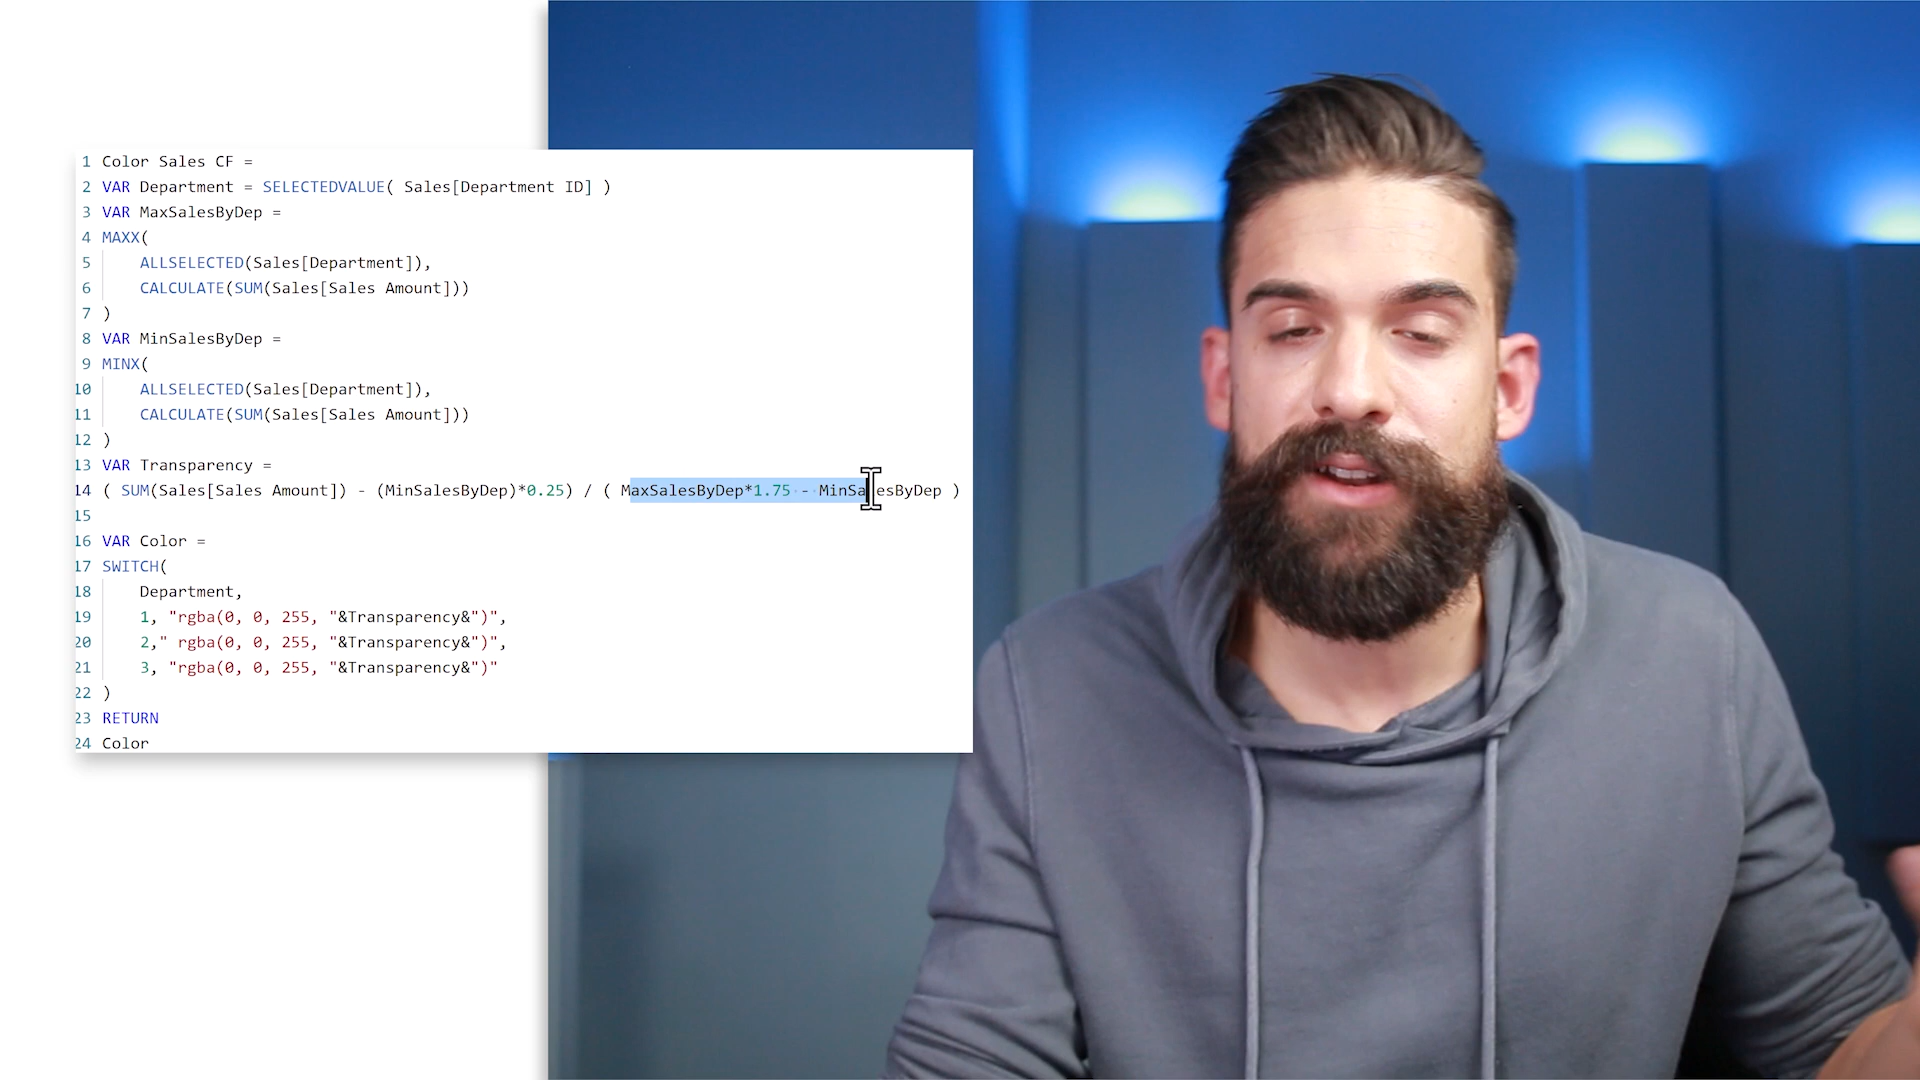 1 Color Sales CF =
2 VAR Department = SELECTEDVALUE( Sales[Department ID] )
3 VAR MaxSalesByDep =
4 MAXX(
5 ALLSELECTED(Sales[Department]),
6 CALCULATE(SUM(Sales[Sales Amount]))
7 )
8 VAR MinSalesByDep =
9 MINX(
10 ALLSELECTED(Sales[Department]),
11 CALCULATE(SUM(Sales[Sales Amount]))
12 )
13 VAR Transparency =
14 ( SUM(Sales[Sales Amount]) - (MinSalesByDep)*0.25) / ( MaxSalesByDep*1.75 - MinSalesByDep )
15
16 VAR Color =
17 SWITCH(
18 Department,
19 1, "rgba(0, 0, 255, "&Transparency&")",
20 2," rgba(0, 0, 255, "&Transparency&")",
21 3, "rgba(0, 0, 255, "&Transparency&")"
22 )
23 RETURN
24 Color